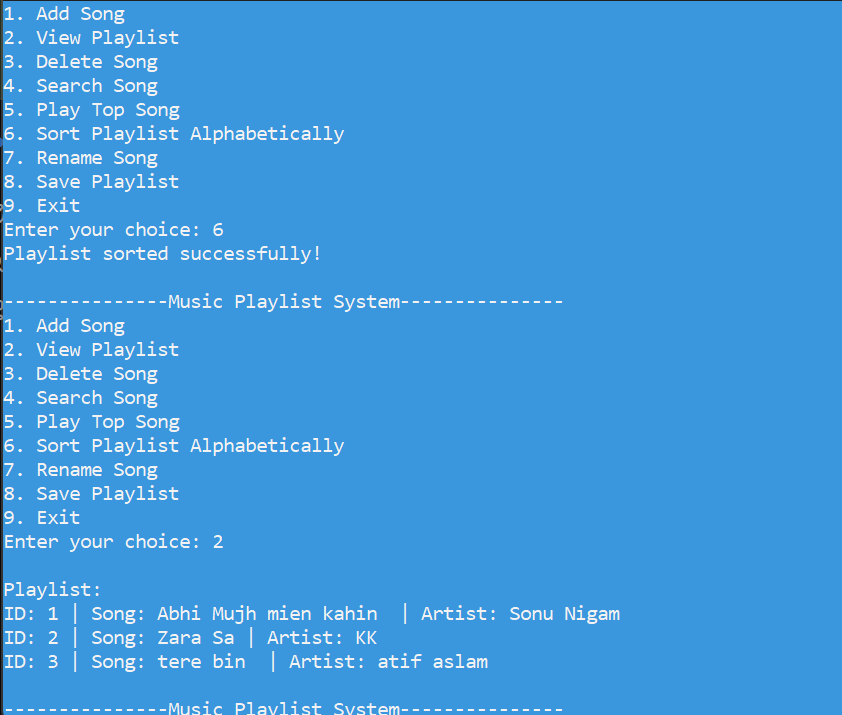 1. Add Song
2. View Playlist
3. Delete Song
4. Search Song
5. Play Top Song
6. Sort Playlist Alphabetically
7. Rename Song
8. Save Playlist
9. Exit
Enter your choice: 6
Playlist sorted successfully!
---------------Music Playlist System---------------
1. Add Song
2. View Playlist
3. Delete Song
4. Search Song
5. Play Top Song
6. Sort Playlist Alphabetically
7. Rename Song
8. Save Playlist
9. Exit
Enter your choice: 2
Playlist:
ID: 1 | Song: Abhi Mujh mien kahin  | Artist: Sonu Nigam
ID: 2 | Song: Zara Sa | Artist: KK
ID: 3 | Song: tere bin  | Artist: atif aslam
---------------Music Playlist System---------------